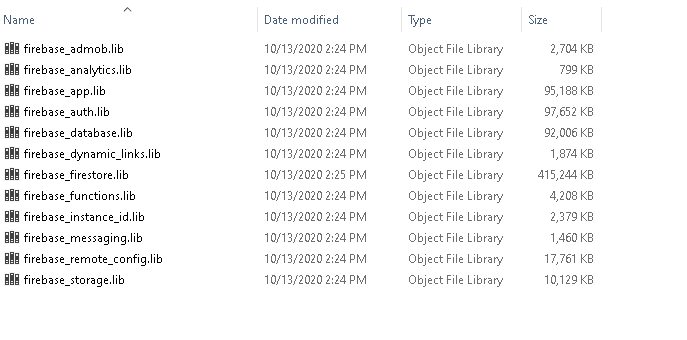 Name Date modified Type Size
firebase_admob.lib 10/13/2020 2:24 PM Object File Library 2,704 KB
firebase_analytics.lib 10/13/2020 2:24 PM Object File Library 799 KB
firebase_app.lib 10/13/2020 2:24 PM Object File Library 95,188 KB
firebase_auth.lib 10/13/2020 2:24 PM Object File Library 97,652 KB
firebase_database.lib 10/13/2020 2:24 PM Object File Library 92,006 KB
firebase_dynamic_links.lib 10/13/2020 2:24 PM Object File Library 1,874 KB
firebase_firestore.lib 10/13/2020 2:25 PM Object File Library 415,244 KB
firebase_functions.lib 10/13/2020 2:24 PM Object File Library 4,208 KB
firebase_instance_id.lib 10/13/2020 2:24 PM Object File Library 2,379 KB
firebase_messaging.lib 10/13/2020 2:24 PM Object File Library 1,460 KB
firebase_remote_config.lib 10/13/2020 2:24 PM Object File Library 17,761 KB
firebase_storage.lib 10/13/2020 2:24 PM Object File Library 10,129 KB